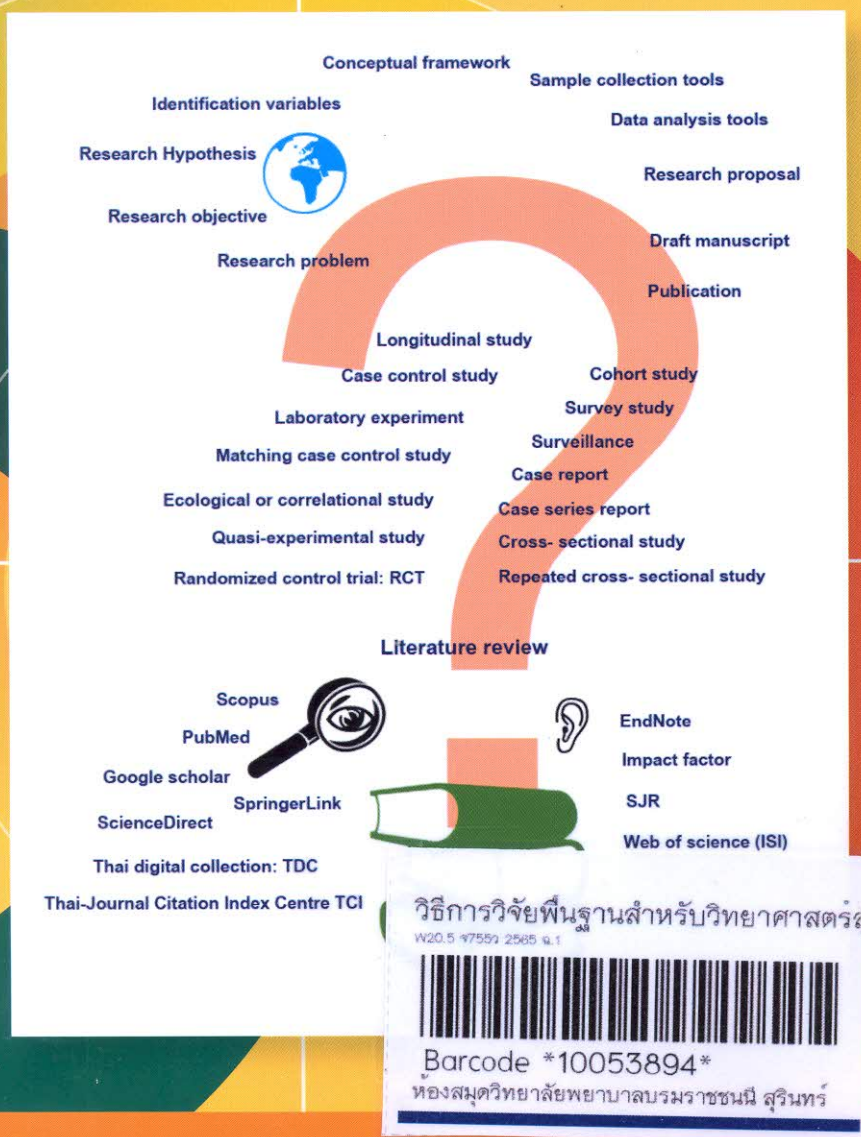 Conceptual framework
Sample collection tools
Identification variables
Data analysis tools
Research Hypothesis
Research proposal
Research objective
Draft manuscript
Research problem
Publication
Longitudinal study
Case control study
Cohort study
Laboratory experiment
Survey study
Matching case control study
Surveillance
Case report
Ecological or correlational study
Case series report
Quasi-experimental study
Cross- sectional study
Randomized control trial: RCT
Repeated cross- sectional study
Literature review
Scopus
EndNote
PubMed
Impact factor
Google scholar
SpringerLink
SJR
ScienceDirect
Web of science (ISI)
Thai digital collection: TDC
Thai-Journal Citation Index Centre TCI
วิธีการวิจัยพื้นฐานสำหรับวิทยาศาสตร์
W20.5 จ755ว 2565 ฉ.1
Barcode *10053894*
ห้องสมุดวิทยาลัยพยาบาลบรมราชชนนี สุรินทร์